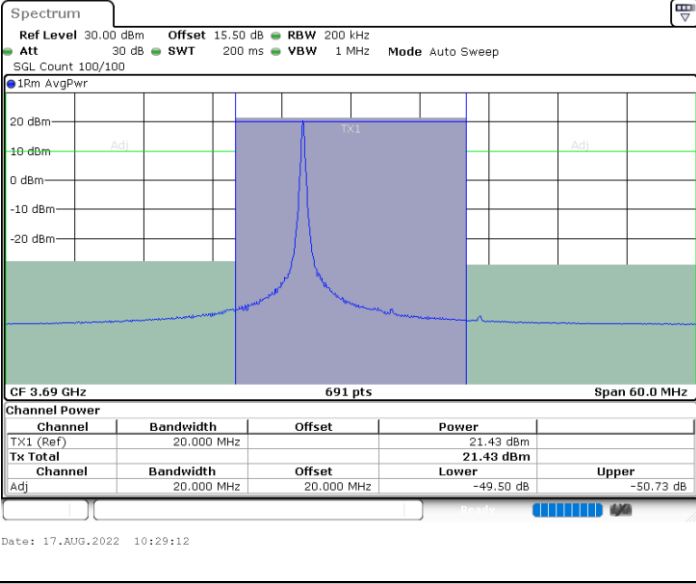 Spectrum
Ref Level 30.00 dBm Offset 15.50 dB RBW 200 kHz
Att 30 dB SWT 200 ms VBW 1 MHz Mode Auto Sweep
SGL Count 100/100
1Rm AvgPwr
20 dBm
TX1
Adj Adj
10 dBm
0 dBm
-10 dBm
-20 dBm
CF 3.69 GHz 691 pts Span 60.0 MHz
Channel Power
Channel Bandwidth Offset Power
TX1 (Ref) 20.000 MHz 21.43 dBm
Tx Total 21.43 dBm
Channel Bandwidth Offset Lower Upper
Adj 20.000 MHz 20.000 MHz -49.50 dB -50.73 dB
Ready
Date: 17.AUG.2022 10:29:12